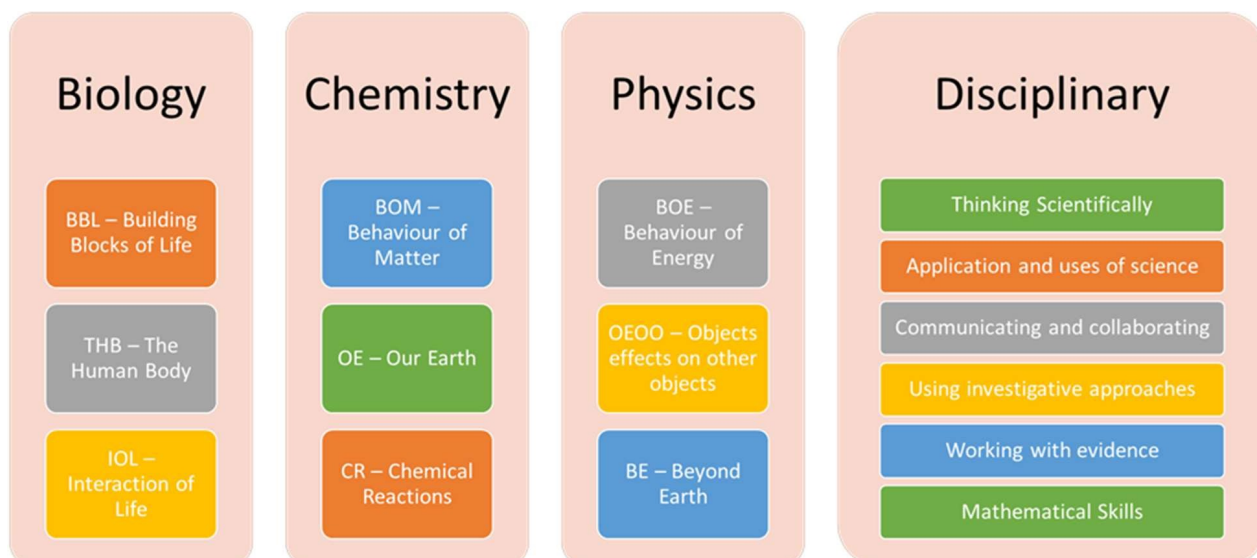 Biology
BBL – Building
Blocks of Life
THB – The
Human Body
IOL –
Interaction of
Life
Chemistry
BOM –
Behaviour of
Matter
OE – Our Earth
CR – Chemical
Reactions
Physics
BOE –
Behaviour of
Energy
OEOO – Objects
effects on other
objects
BE – Beyond
Earth
Disciplinary
Thinking Scientifically
Application and uses of science
Communicating and collaborating
Using investigative approaches
Working with evidence
Mathematical Skills